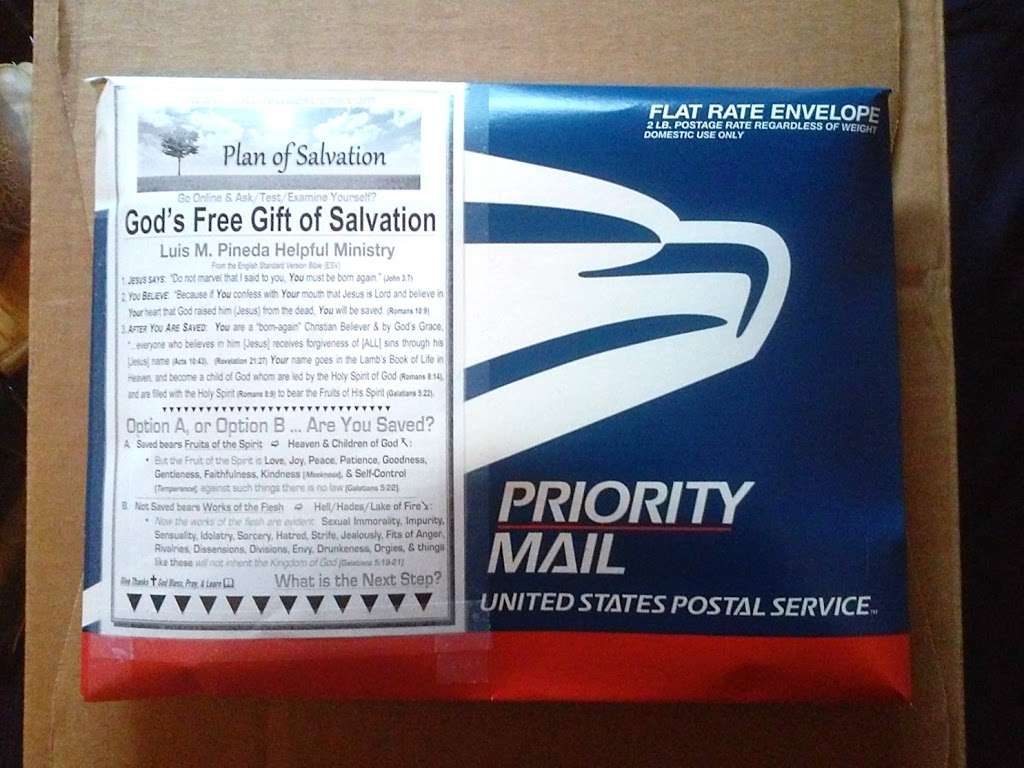 Plan of Salvation
Go Online & Ask/Test/Examine Yourself?
God's Free Gift of Salvation
Luis M. Pineda Helpful Ministry
From the English Standard Version Bible (ESV)
1. JESUS SAYS: "Do not marvel that I said to you, You must be born again." (John 3:7)
2. YOU BELIEVE: "Because if You confess with Your mouth that Jesus is Lord and believe in
Your heart that God raised him (Jesus) from the dead, You will be saved. (Romans 10:9)
3. AFTER YOU ARE SAVED: You are a "born-again" Christian Believer & by God's Grace,
"...everyone who believes in him [Jesus] receives forgiveness of [ALL] sins through his
[Jesus] name (Acts 10:43). (Revelation 21:27) Your name goes in the Lamb's Book of Life in
Heaven, and become a child of God whom are led by the Holy Spirit of God (Romans 8:14),
and are filled with the Holy Spirit (Romans 8:9) to bear the Fruits of His Spirit (Galatians 5:22).
Option A, or Option B ... Are You Saved?
A. Saved bears Fruits of the Spirit ➪ Heaven & Children of God ↖:
• But the Fruit of the Spirit is Love, Joy, Peace, Patience, Goodness,
Gentleness, Faithfulness, Kindness [Meekness], & Self-Control
[Temperance], against such things there is no law (Galatians 5:22).
B. Not Saved bears Works of the Flesh ➪ Hell/Hades/Lake of Fire ↘:
• Now the works of the flesh are evident: Sexual Immorality, Impurity,
Sensuality, Idolatry, Sorcery, Hatred, Strife, Jealously, Fits of Anger,
Rivalries, Dissensions, Divisions, Envy, Drunkeness, Orgies, & things
like these will not inherit the Kingdom of God (Galatians 5:19-21).
Give Thanks ✝ God Bless, Pray, & Learn 🕮 What is the Next Step?
FLAT RATE ENVELOPE
2 LB. POSTAGE RATE REGARDLESS OF WEIGHT
DOMESTIC USE ONLY
PRIORITY
MAIL
UNITED STATES POSTAL SERVICE™